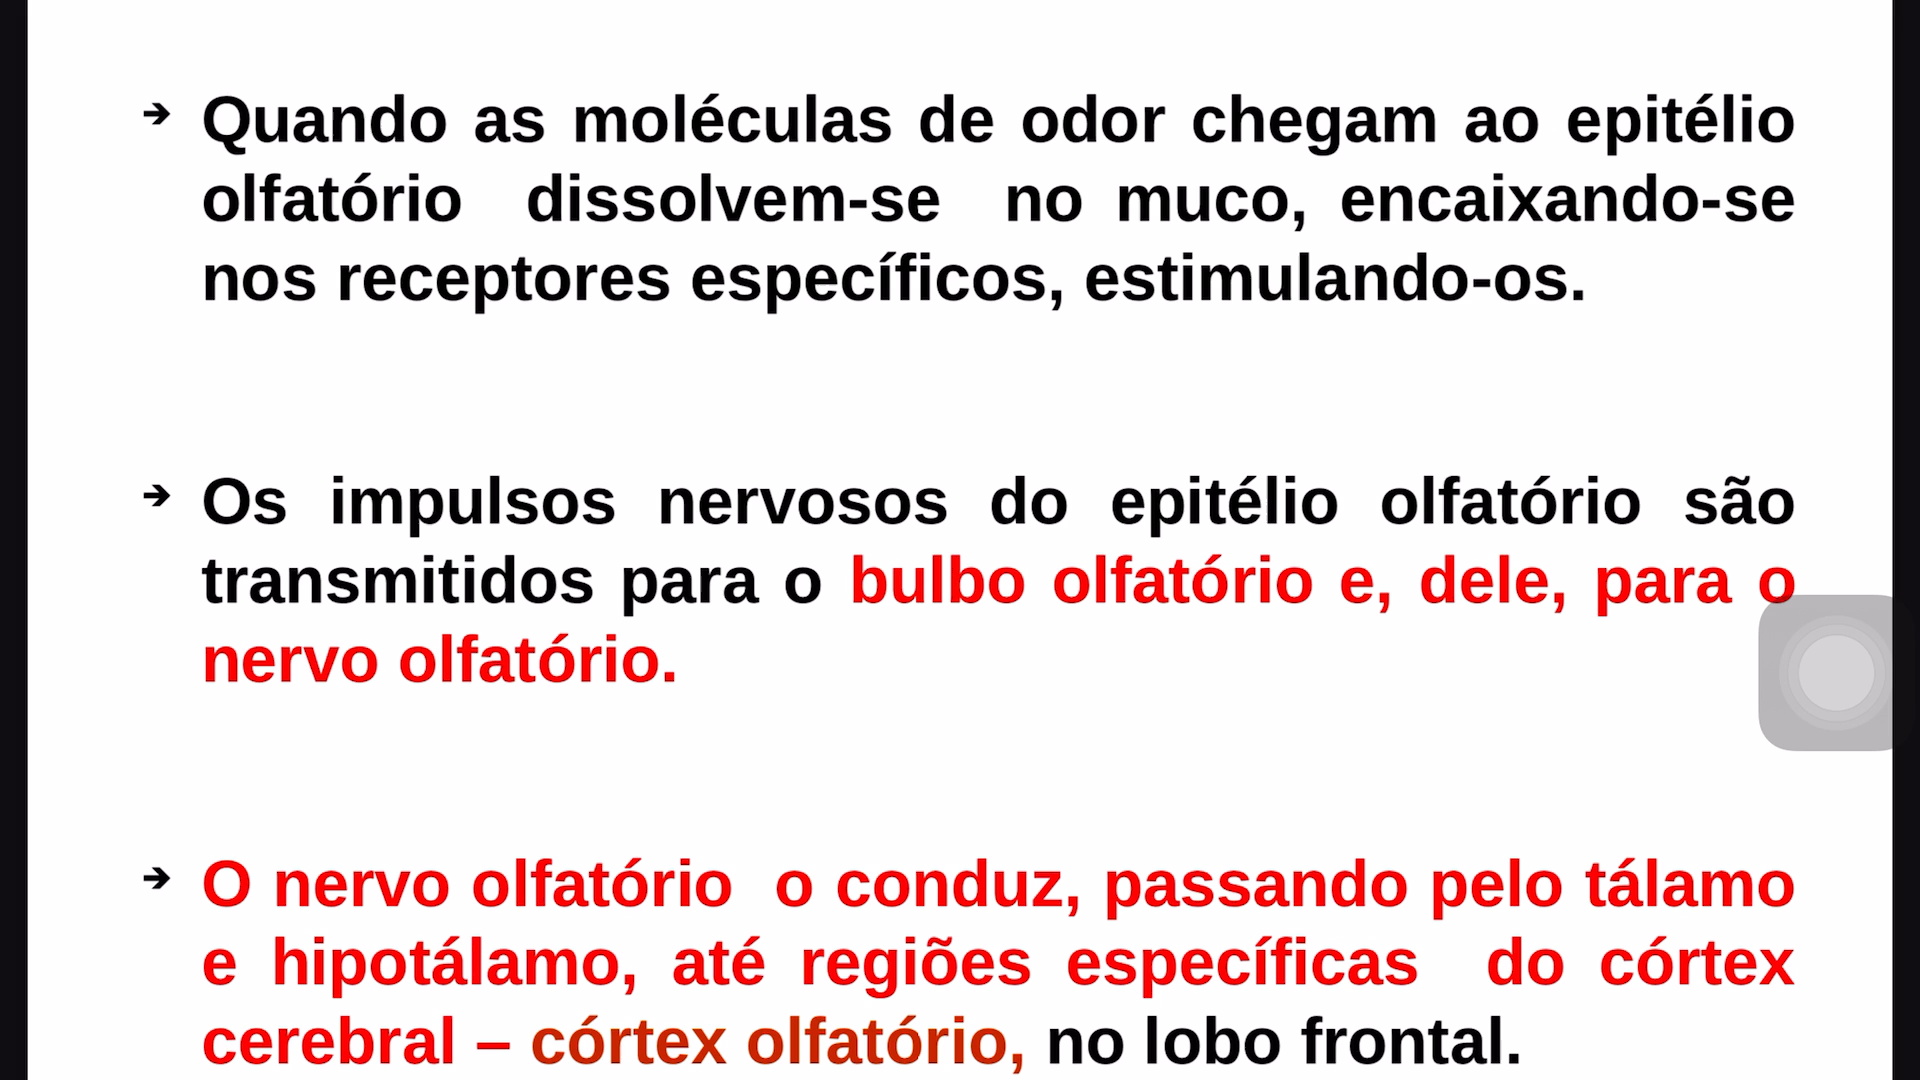 ➔ Quando as moléculas de odor chegam ao epitélio
olfatório dissolvem-se no muco, encaixando-se
nos receptores específicos, estimulando-os.
➔ Os impulsos nervosos do epitélio olfatório são
transmitidos para o bulbo olfatório e, dele, para o
nervo olfatório.
➔ O nervo olfatório o conduz, passando pelo tálamo
e hipotálamo, até regiões específicas do córtex
cerebral – córtex olfatório, no lobo frontal.